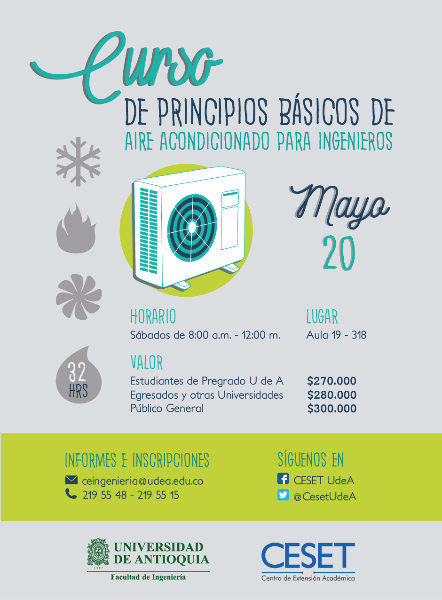 Curso
DE PRINCIPIOS BÁSICOS DE
AIRE ACONDICIONADO PARA INGENIEROS
Mayo
20
HORARIO
Sábados de 8:00 a.m. - 12:00 m.
LUGAR
Aula 19 - 318
VALOR
Estudiantes de Pregrado U de A $270.000
Egresados y otras Universidades $280.000
Público General $300.000
32
HRS
INFORMES E INSCRIPCIONES
ceingenieria@udea.edu.co
219 55 48 - 219 55 15
SÍGUENOS EN
CESET UdeA
@CesetUdeA
UNIVERSIDAD
DE ANTIOQUIA
Facultad de Ingeniería
CESET
Centro de Extensión Académica